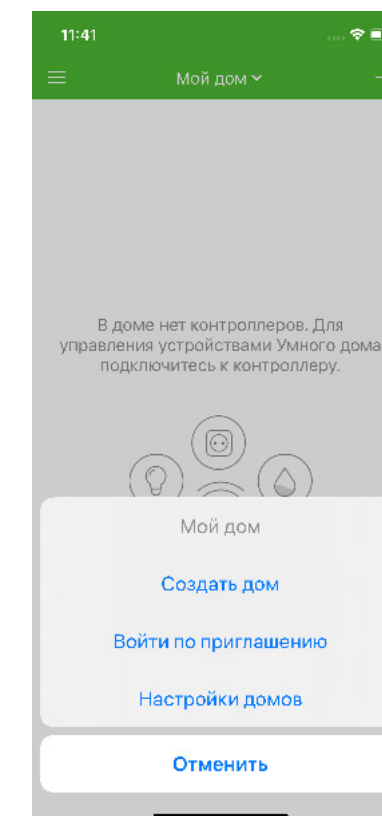 11:41
Мой дом
В доме нет контроллеров. Для
управления устройствами Умного дома
подключитесь к контроллеру.
Мой дом
Создать дом
Войти по приглашению
Настройки домов
Отменить